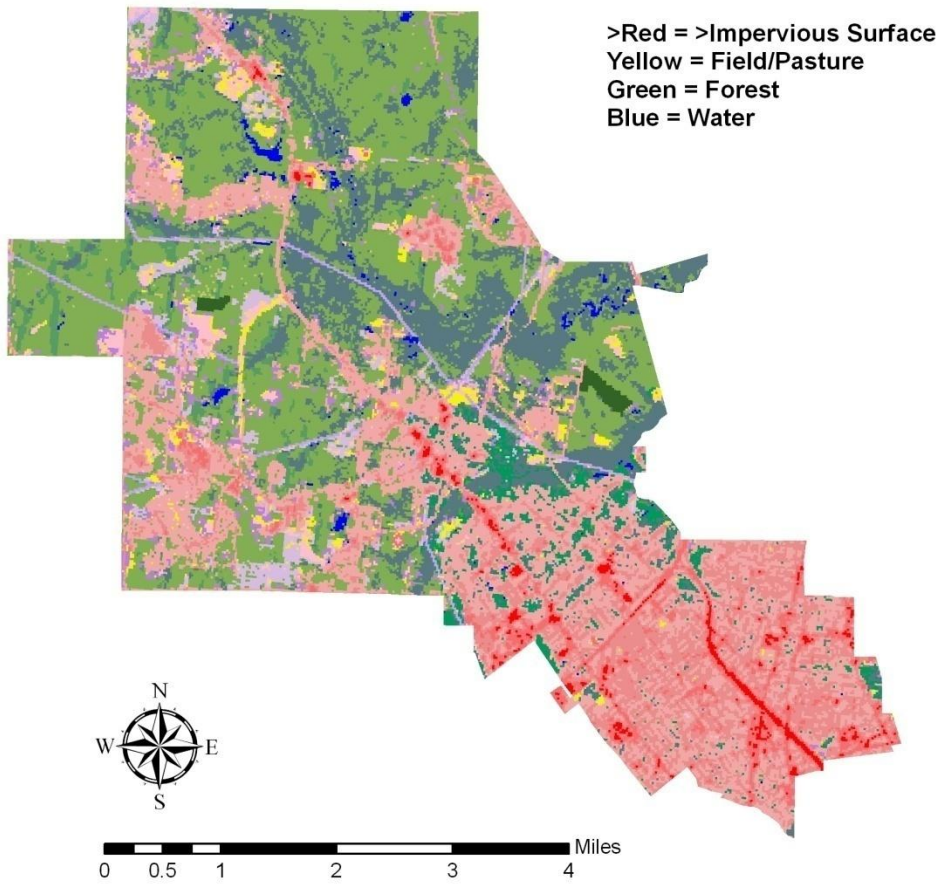 >Red = >Impervious Surface
Yellow = Field/Pasture
Green = Forest
Blue = Water
N
W E
S
Miles
0 0.5 1 2 3 4